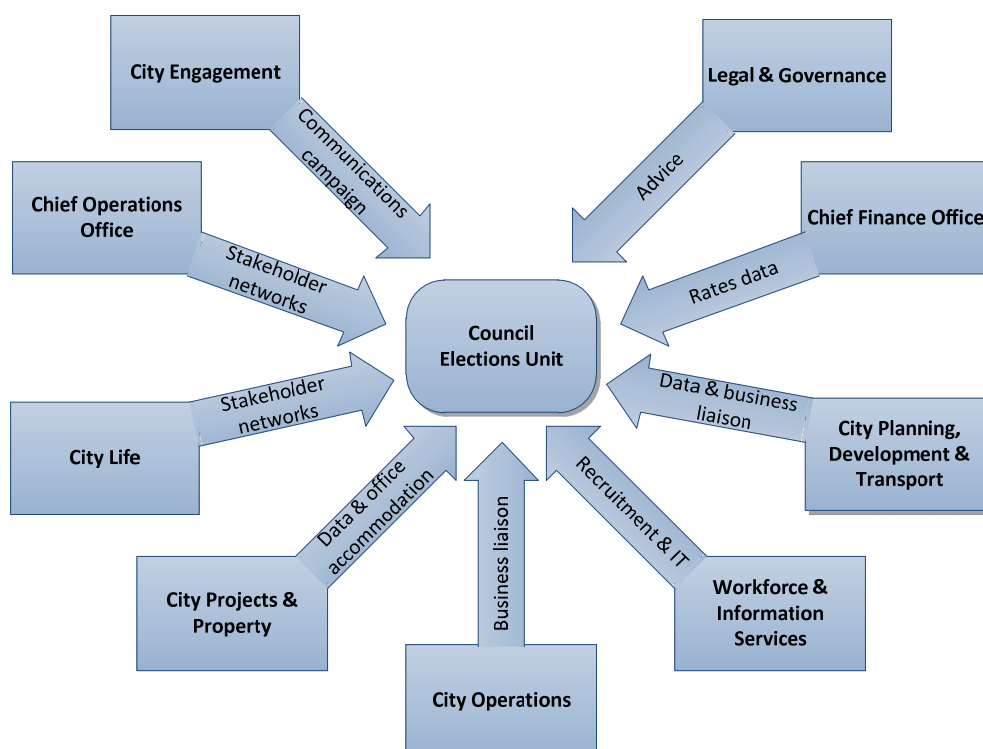 City Engagement
Communications
campaign
Legal & Governance
Advice
Chief Operations
Office
Stakeholder
networks
Chief Finance Office
Rates data
Council
Elections Unit
City Life
Stakeholder
networks
Data & business
liaison
City Planning,
Development &
Transport
City Projects &
Property
Data & office
accommodation
Business liaison
City Operations
Recruitment & IT
Workforce &
Information
Services